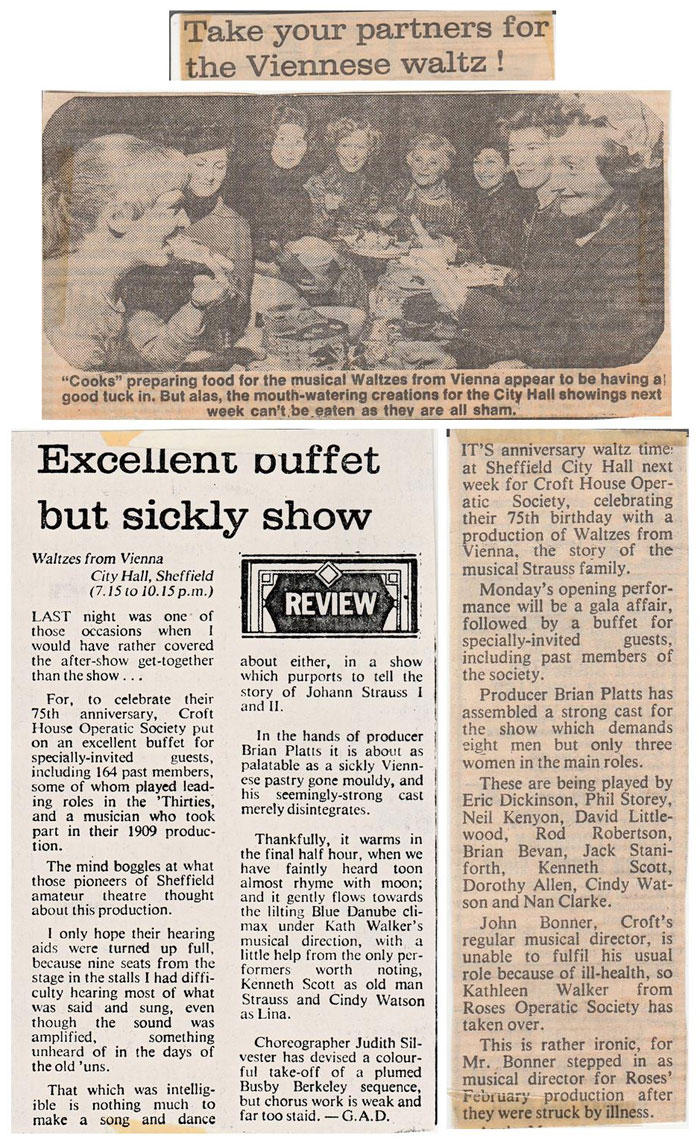 Take your partners for
the Viennese waltz !
"Cooks" preparing food for the musical Waltzes from Vienna appear to be having a
good tuck in. But alas, the mouth-watering creations for the City Hall showings next
week can't be eaten as they are all sham.
Excellent buffet
but sickly show
Waltzes from Vienna
City Hall, Sheffield
(7.15 to 10.15 p.m.)
LAST night was one of
those occasions when I
would have rather covered
the after-show get-together
than the show . . .
For, to celebrate their
75th anniversary, Croft
House Operatic Society put
on an excellent buffet for
specially-invited guests,
including 164 past members,
some of whom played lead-
ing roles in the 'Thirties,
and a musician who took
part in their 1909 produc-
tion.
The mind boggles at what
those pioneers of Sheffield
amateur theatre thought
about this production.
I only hope their hearing
aids were turned up full,
because nine seats from the
stage in the stalls I had diffi-
culty hearing most of what
was said and sung, even
though the sound was
amplified, something
unheard of in the days of
the old 'uns.
That which was intellig-
ible is nothing much to
make a song and dance
REVIEW
about either, in a show
which purports to tell the
story of Johann Strauss I
and II.
In the hands of producer
Brian Platts it is about as
palatable as a sickly Vienn-
ese pastry gone mouldy, and
his seemingly-strong cast
merely disintegrates.
Thankfully, it warms in
the final half hour, when we
have faintly heard toon
almost rhyme with moon;
and it gently flows towards
the lilting Blue Danube cli-
max under Kath Walker's
musical direction, with a
little help from the only per-
formers worth noting,
Kenneth Scott as old man
Strauss and Cindy Watson
as Lina.
Choreographer Judith Sil-
vester has devised a colour-
ful take-off of a plumed
Busby Berkeley sequence,
but chorus work is weak and
far too staid. — G.A.D.
IT'S anniversary waltz time
at Sheffield City Hall next
week for Croft House Oper-
atic Society, celebrating
their 75th birthday with a
production of Waltzes from
Vienna, the story of the
musical Strauss family.
Monday's opening perfor-
mance will be a gala affair,
followed by a buffet for
specially-invited guests,
including past members of
the society.
Producer Brian Platts has
assembled a strong cast for
the show which demands
eight men but only three
women in the main roles.
These are being played by
Eric Dickinson, Phil Storey,
Neil Kenyon, David Little-
wood, Rod Robertson,
Brian Bevan, Jack Stani-
forth, Kenneth Scott,
Dorothy Allen, Cindy Wat-
son and Nan Clarke.
John Bonner, Croft's
regular musical director, is
unable to fulfil his usual
role because of ill-health, so
Kathleen Walker from
Roses Operatic Society has
taken over.
This is rather ironic, for
Mr. Bonner stepped in as
musical director for Roses'
February production after
they were struck by illness.